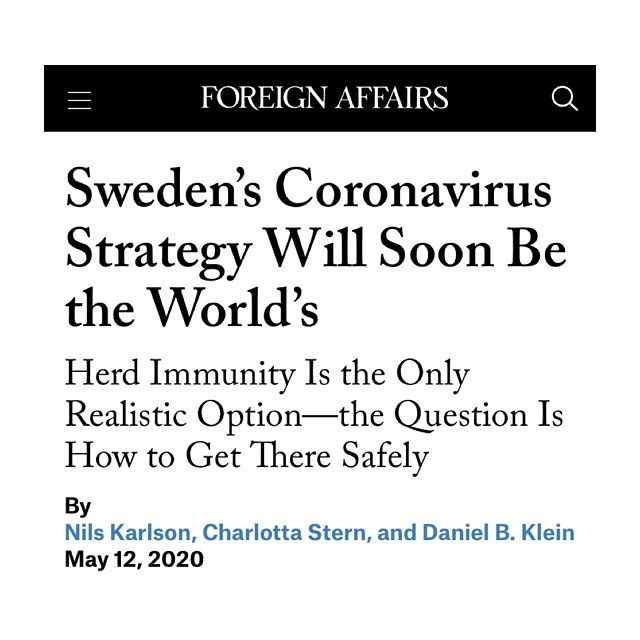 FOREIGN AFFAIRS
Sweden’s Coronavirus
Strategy Will Soon Be
the World’s
Herd Immunity Is the Only
Realistic Option—the Question Is
How to Get There Safely
By
Nils Karlson, Charlotta Stern, and Daniel B. Klein
May 12, 2020